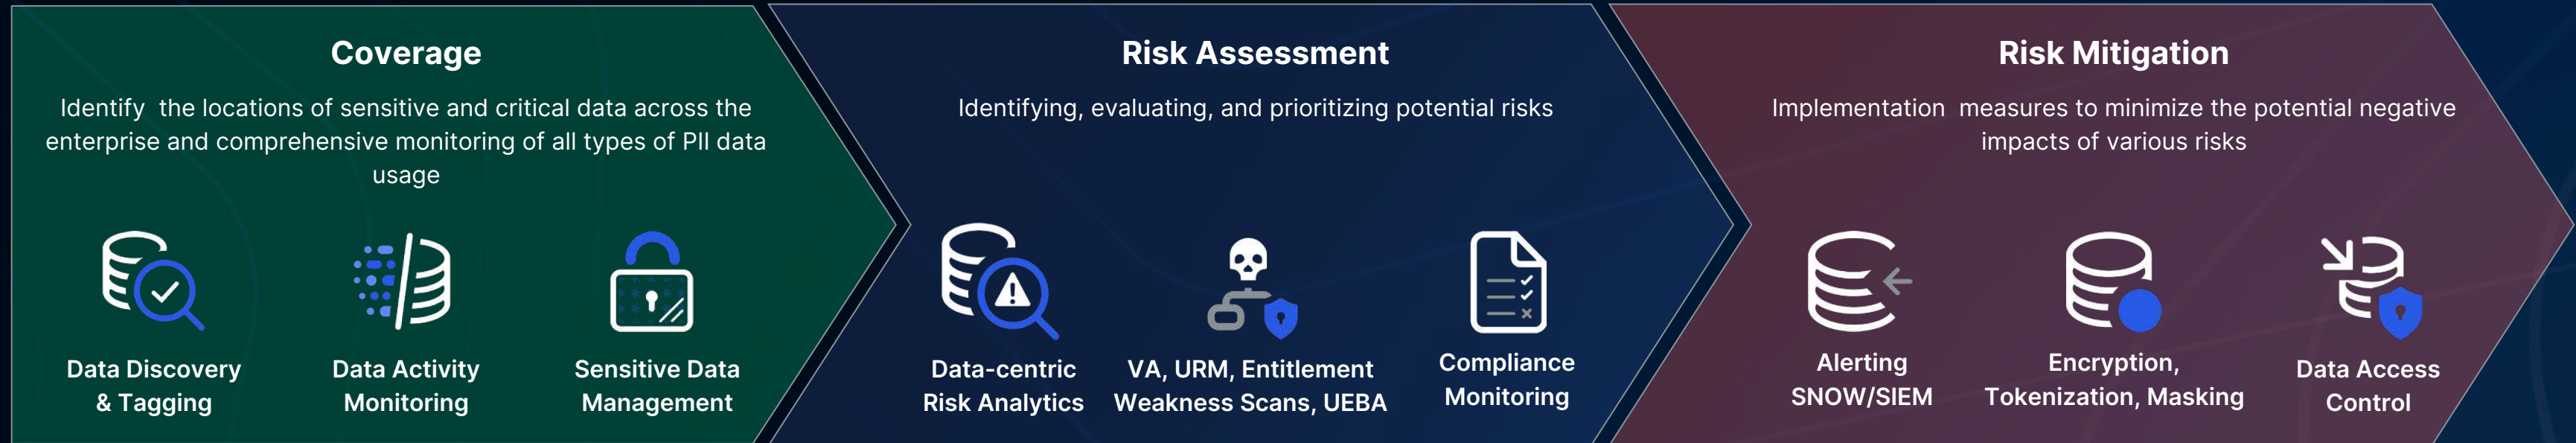 Coverage
Identify  the locations of sensitive and critical data across the
enterprise and comprehensive monitoring of all types of PII data
usage
Data Discovery
& Tagging
Data Activity
Monitoring
Sensitive Data
Management
Risk Assessment
Identifying, evaluating, and prioritizing potential risks
Data-centric
Risk Analytics
VA, URM, Entitlement
Weakness Scans, UEBA
Compliance
Monitoring
Risk Mitigation
Implementation  measures to minimize the potential negative
impacts of various risks
Alerting
SNOW/SIEM
Encryption,
Tokenization, Masking
Data Access
Control